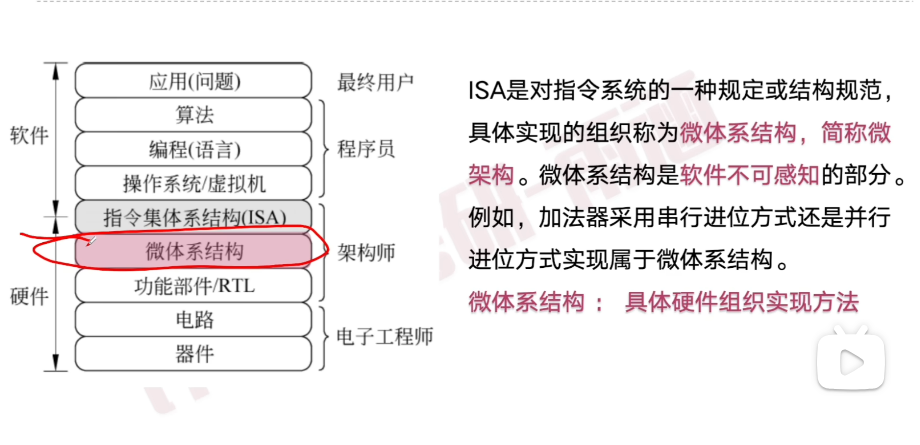 应用(问题)
最终用户
算法
编程(语言)
程序员
操作系统/虚拟机
软件
指令集体系结构(ISA)
微体系结构
架构师
功能部件/RTL
硬件
电路
电子工程师
器件
ISA是对指令系统的一种规定或结构规范，
具体实现的组织称为微体系结构，简称微
架构。微体系结构是软件不可感知的部分。
例如，加法器采用串行进位方式还是并行
进位方式实现属于微体系结构。
微体系结构： 具体硬件组织实现方法